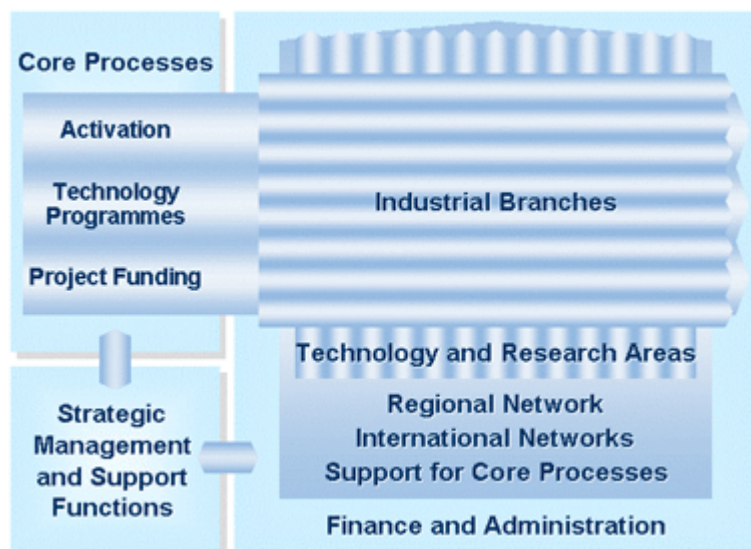 Core Processes
Activation
Technology
Programmes
Project Funding
Industrial Branches
Technology and Research Areas
Strategic
Management
and Support
Functions
Regional Network
International Networks
Support for Core Processes
Finance and Administration